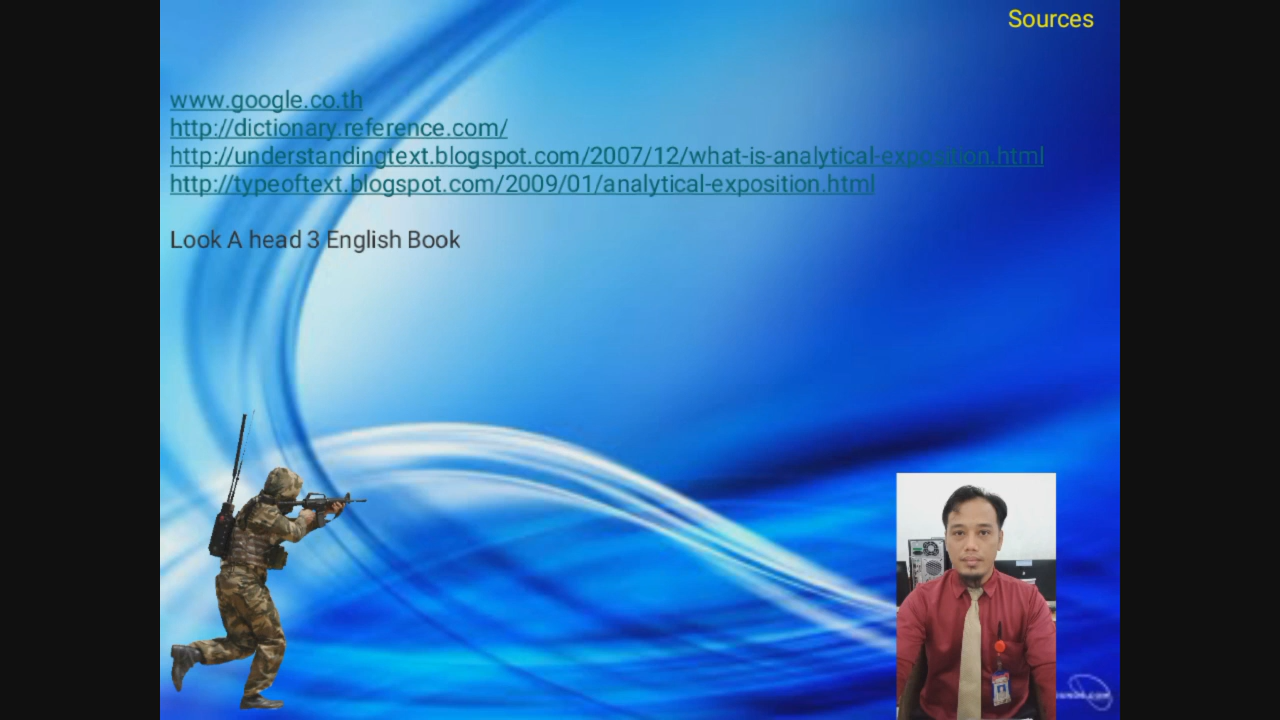 Sources
www.google.co.th
http://dictionary.reference.com/
http://understandingtext.blogspot.com/2007/12/what-is-analytical-exposition.html
http://typeoftext.blogspot.com/2009/01/analytical-exposition.html
Look A head 3 English Book